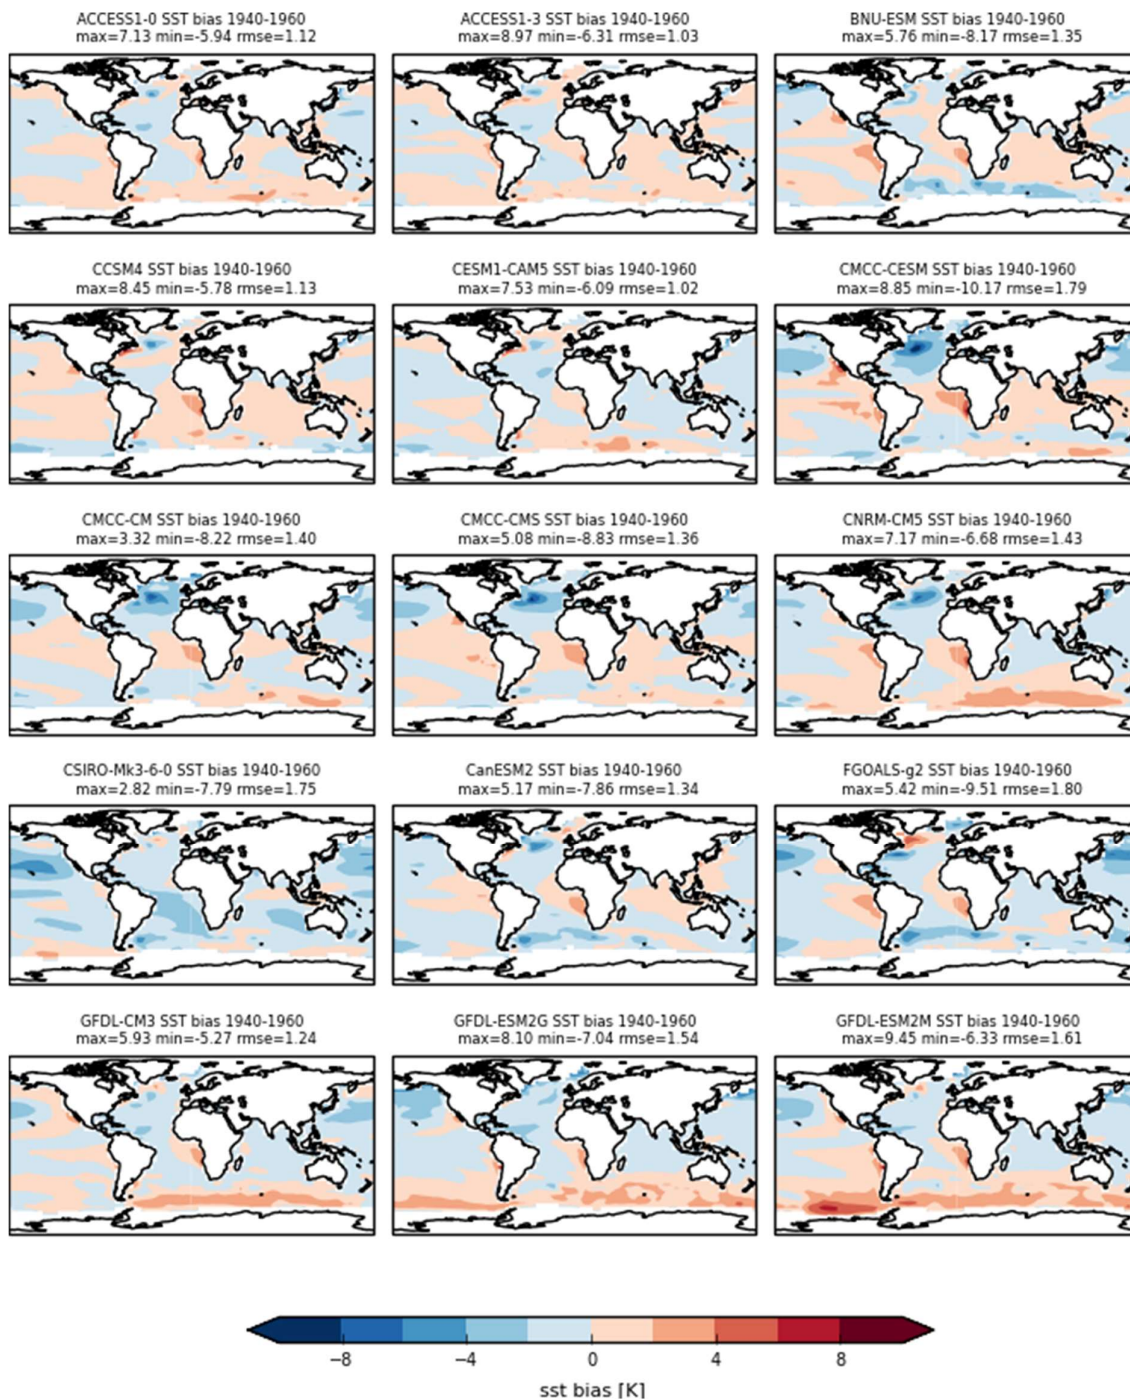 ACCESS1-0 SST bias 1940-1960
max=7.13 min=-5.94 rmse=1.12
ACCESS1-3 SST bias 1940-1960
max=8.97 min=-6.31 rmse=1.03
BNU-ESM SST bias 1940-1960
max=5.76 min=-8.17 rmse=1.35
CCSM4 SST bias 1940-1960
max=8.45 min=-5.78 rmse=1.13
CESM1-CAM5 SST bias 1940-1960
max=7.53 min=-6.09 rmse=1.02
CMCC-CESM SST bias 1940-1960
max=8.85 min=-10.17 rmse=1.79
CMCC-CM SST bias 1940-1960
max=3.32 min=-8.22 rmse=1.40
CMCC-CMS SST bias 1940-1960
max=5.08 min=-8.83 rmse=1.36
CNRM-CM5 SST bias 1940-1960
max=7.17 min=-6.68 rmse=1.43
CSIRO-Mk3-6-0 SST bias 1940-1960
max=2.82 min=-7.79 rmse=1.75
CanESM2 SST bias 1940-1960
max=5.17 min=-7.86 rmse=1.34
FGOALS-g2 SST bias 1940-1960
max=5.42 min=-9.51 rmse=1.80
GFDL-CM3 SST bias 1940-1960
max=5.93 min=-5.27 rmse=1.24
GFDL-ESM2G SST bias 1940-1960
max=8.10 min=-7.04 rmse=1.54
GFDL-ESM2M SST bias 1940-1960
max=9.45 min=-6.33 rmse=1.61
−8 −4 0 4 8
sst bias [K]